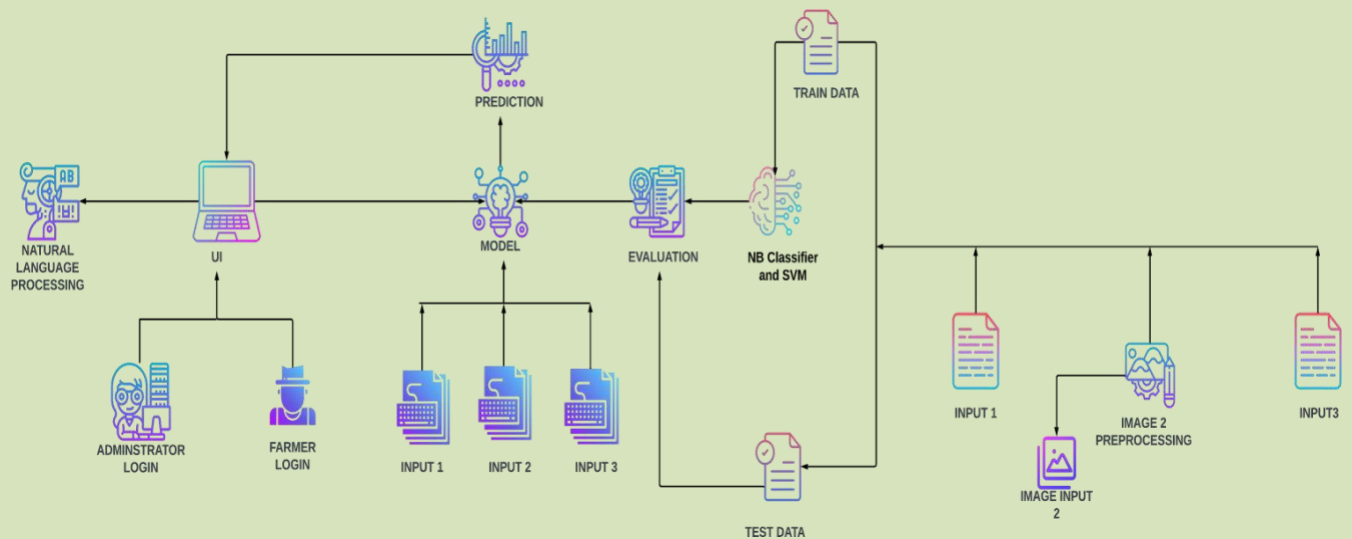 PREDICTION
TRAIN DATA
AB
NATURAL
LANGUAGE
PROCESSING
UI
MODEL
EVALUATION
NB Classifier
and SVM
ADMINSTRATOR
LOGIN
FARMER
LOGIN
INPUT 1
INPUT 2
INPUT 3
TEST DATA
INPUT 1
IMAGE 2
PREPROCESSING
IMAGE INPUT
2
INPUT3